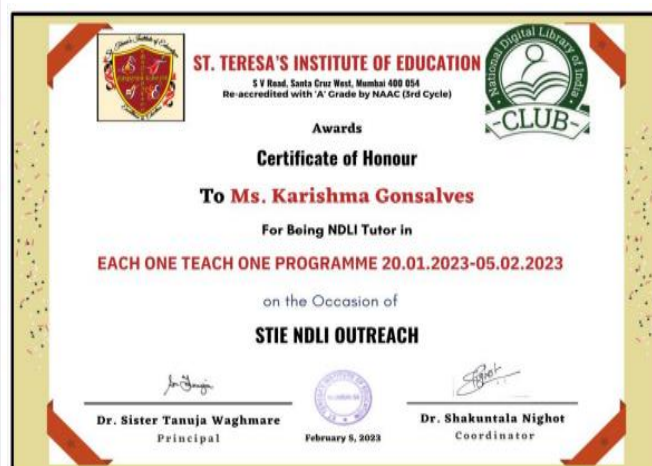 ST. TERESA'S INSTITUTE OF EDUCATION
S V Road, Santa Cruz West, Mumbai 400 054
Re-accredited with 'A' Grade by NAAC (3rd Cycle)
National Digital Library of India
-CLUB-
Awards
Certificate of Honour
To Ms. Karishma Gonsalves
For Being NDLI Tutor in
EACH ONE TEACH ONE PROGRAMME 20.01.2023-05.02.2023
on the Occasion of
STIE NDLI OUTREACH
Dr. Sister Tanuja Waghmare
Principal
February 5, 2023
Dr. Shakuntala Nighot
Coordinator